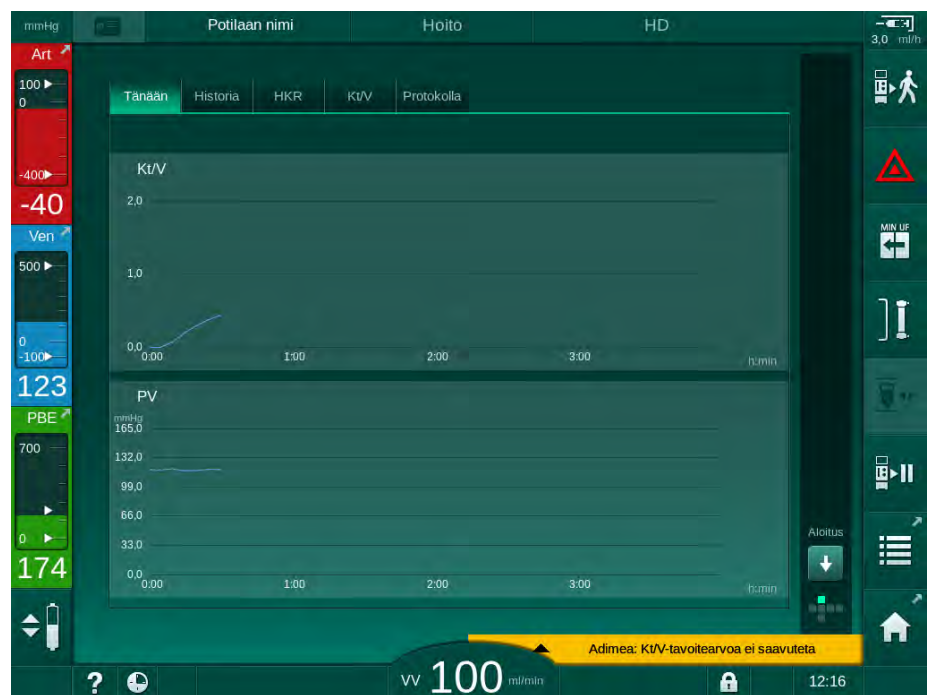 mmHg
Potilaan nimi
Hoito
HD
3,0 ml/h
Art
100
0
-400
-40
Ven
500
0
-100
123
PBE
700
0
174
Tänään
Historia
HKR
Kt/V
Protokolla
Kt/V
2,0
1,0
0,0
0:00 1:00 2:00 3:00 h:min
PV
mmHg
165,0
132,0
99,0
66,0
33,0
0,0
0:00 1:00 2:00 3:00 h:min
MIN UF
Aloitus
Adimea: Kt/V-tavoitearvoa ei saavuteta
?
VV 100 ml/min
12:16